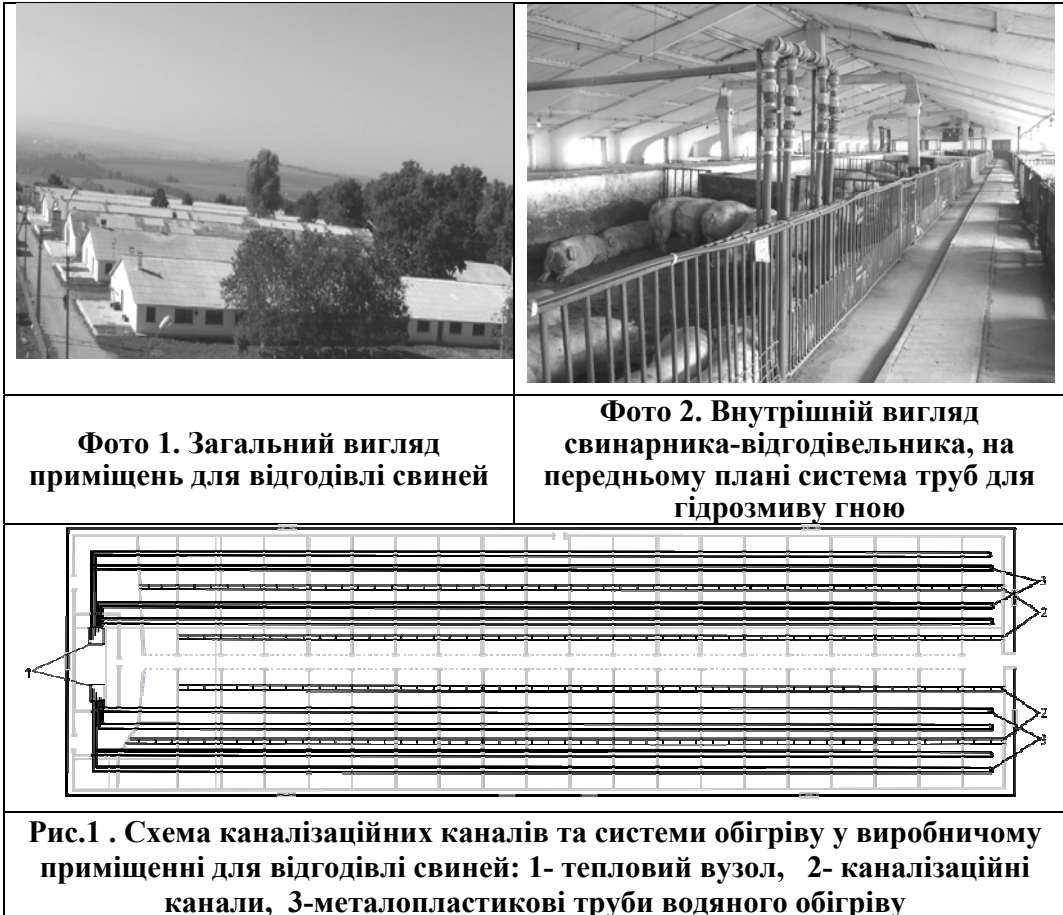 Фото 1. Загальний вигляд
приміщень для відгодівлі свиней
Фото 2. Внутрішній вигляд
свинарника-відгодівельника, на
передньому плані система труб для
гідрозмиву гною
3
2
1
2
3
Рис.1 . Схема каналізаційних каналів та системи обігріву у виробничому
приміщенні для відгодівлі свиней: 1- тепловий вузол, 2- каналізаційні
канали, 3-металопластикові труби водяного обігріву